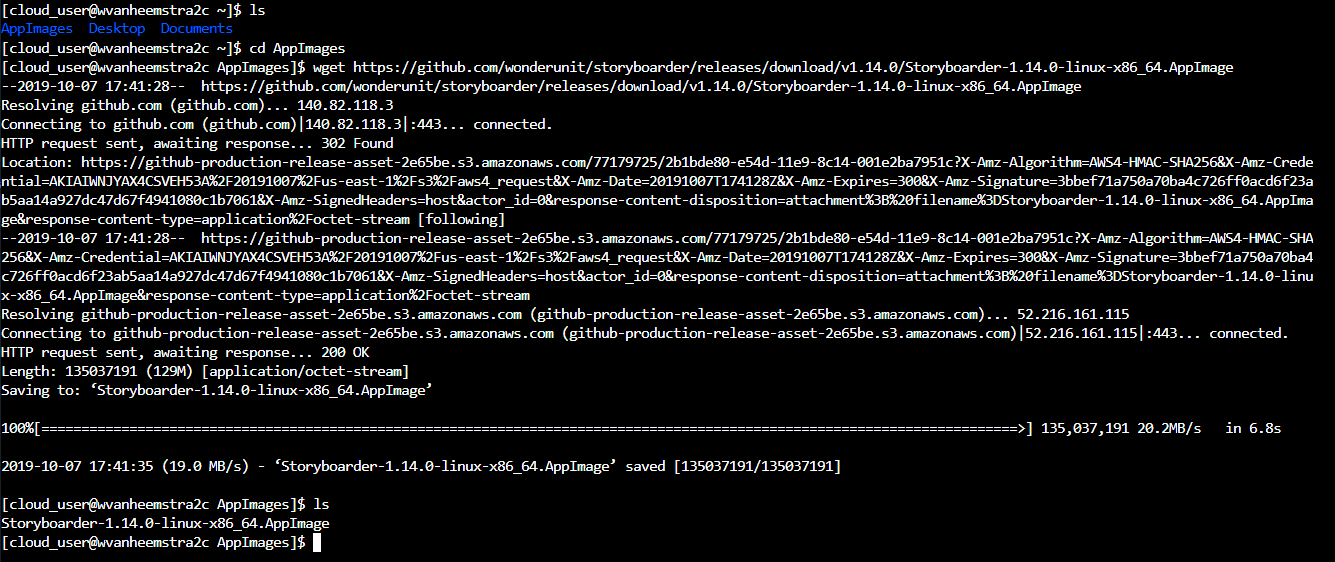 [cloud_user@wvanheemstra2c ~]$ ls
AppImages  Desktop  Documents
[cloud_user@wvanheemstra2c ~]$ cd AppImages
[cloud_user@wvanheemstra2c AppImages]$ wget https://github.com/wonderunit/storyboarder/releases/download/v1.14.0/Storyboarder-1.14.0-linux-x86_64.AppImage
--2019-10-07 17:41:28--  https://github.com/wonderunit/storyboarder/releases/download/v1.14.0/Storyboarder-1.14.0-linux-x86_64.AppImage
Resolving github.com (github.com)... 140.82.118.3
Connecting to github.com (github.com)|140.82.118.3|:443... connected.
HTTP request sent, awaiting response... 302 Found
Location: https://github-production-release-asset-2e65be.s3.amazonaws.com/77179725/2b1bde80-e54d-11e9-8c14-001e2ba7951c?X-Amz-Algorithm=AWS4-HMAC-SHA256&X-Amz-Crede
ntial=AKIAIWNJYAX4CSVEH53A%2F20191007%2Fus-east-1%2Fs3%2Faws4_request&X-Amz-Date=20191007T174128Z&X-Amz-Expires=300&X-Amz-Signature=3bbef71a750a70ba4c726ff0acd6f23a
b5aa14a927dc47d67f4941080c1b7061&X-Amz-SignedHeaders=host&actor_id=0&response-content-disposition=attachment%3B%20filename%3DStoryboarder-1.14.0-linux-x86_64.AppIma
ge&response-content-type=application%2Foctet-stream [following]
--2019-10-07 17:41:28--  https://github-production-release-asset-2e65be.s3.amazonaws.com/77179725/2b1bde80-e54d-11e9-8c14-001e2ba7951c?X-Amz-Algorithm=AWS4-HMAC-SHA
256&X-Amz-Credential=AKIAIWNJYAX4CSVEH53A%2F20191007%2Fus-east-1%2Fs3%2Faws4_request&X-Amz-Date=20191007T174128Z&X-Amz-Expires=300&X-Amz-Signature=3bbef71a750a70ba4
c726ff0acd6f23ab5aa14a927dc47d67f4941080c1b7061&X-Amz-SignedHeaders=host&actor_id=0&response-content-disposition=attachment%3B%20filename%3DStoryboarder-1.14.0-linu
x-x86_64.AppImage&response-content-type=application%2Foctet-stream
Resolving github-production-release-asset-2e65be.s3.amazonaws.com (github-production-release-asset-2e65be.s3.amazonaws.com)... 52.216.161.115
Connecting to github-production-release-asset-2e65be.s3.amazonaws.com (github-production-release-asset-2e65be.s3.amazonaws.com)|52.216.161.115|:443... connected.
HTTP request sent, awaiting response... 200 OK
Length: 135037191 (129M) [application/octet-stream]
Saving to: ‘Storyboarder-1.14.0-linux-x86_64.AppImage’
100%[==========================================================================================================================>] 135,037,191 20.2MB/s   in 6.8s
2019-10-07 17:41:35 (19.0 MB/s) - ‘Storyboarder-1.14.0-linux-x86_64.AppImage’ saved [135037191/135037191]
[cloud_user@wvanheemstra2c AppImages]$ ls
Storyboarder-1.14.0-linux-x86_64.AppImage
[cloud_user@wvanheemstra2c AppImages]$